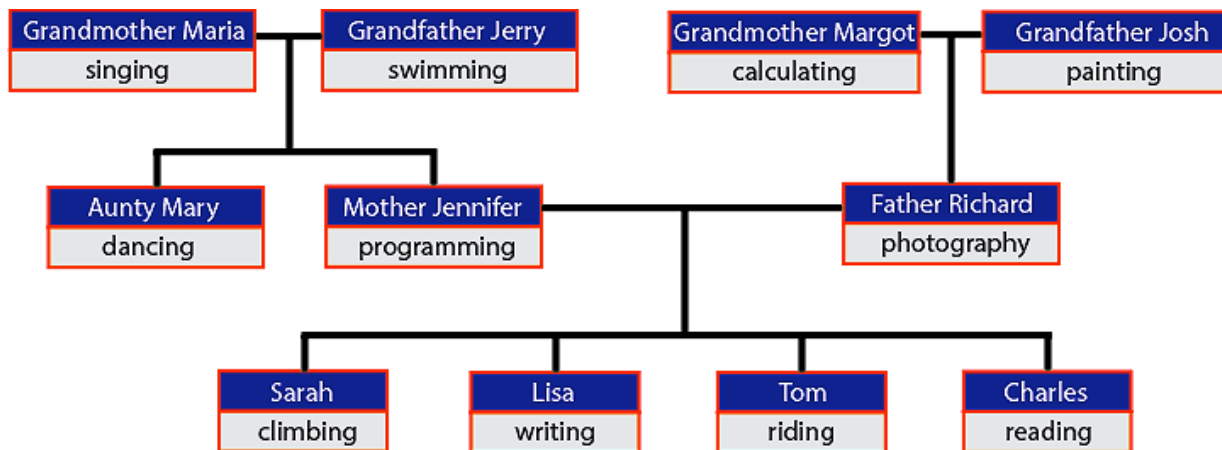 Grandmother Maria
singing
Grandfather Jerry
swimming
Grandmother Margot
calculating
Grandfather Josh
painting
Aunty Mary
dancing
Mother Jennifer
programming
Father Richard
photography
Sarah
climbing
Lisa
writing
Tom
riding
Charles
reading